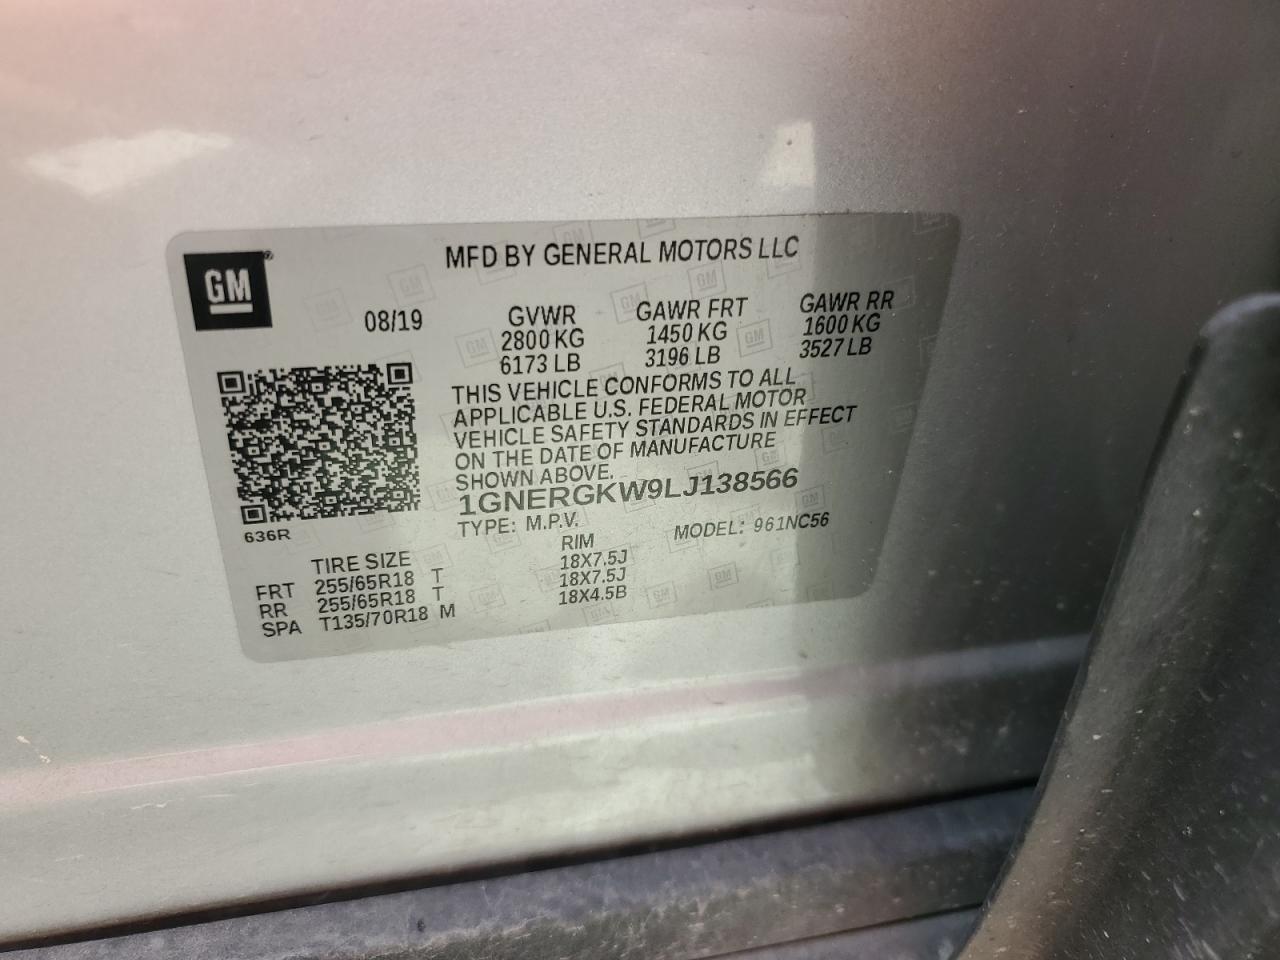 GM
MFD BY GENERAL MOTORS LLC
08/19
GVWR GAWR FRT GAWR RR
2800 KG 1450 KG 1600 KG
6173 LB 3196 LB 3527 LB
THIS VEHICLE CONFORMS TO ALL
APPLICABLE U.S. FEDERAL MOTOR
VEHICLE SAFETY STANDARDS IN EFFECT
ON THE DATE OF MANUFACTURE
SHOWN ABOVE.
1GNERGKW9LJ138566
636R
TYPE: M.P.V. MODEL: 961NC56
TIRE SIZE RIM
FRT 255/65R18 T 18X7.5J
RR 255/65R18 T 18X7.5J
SPA T135/70R18 M 18X4.5B